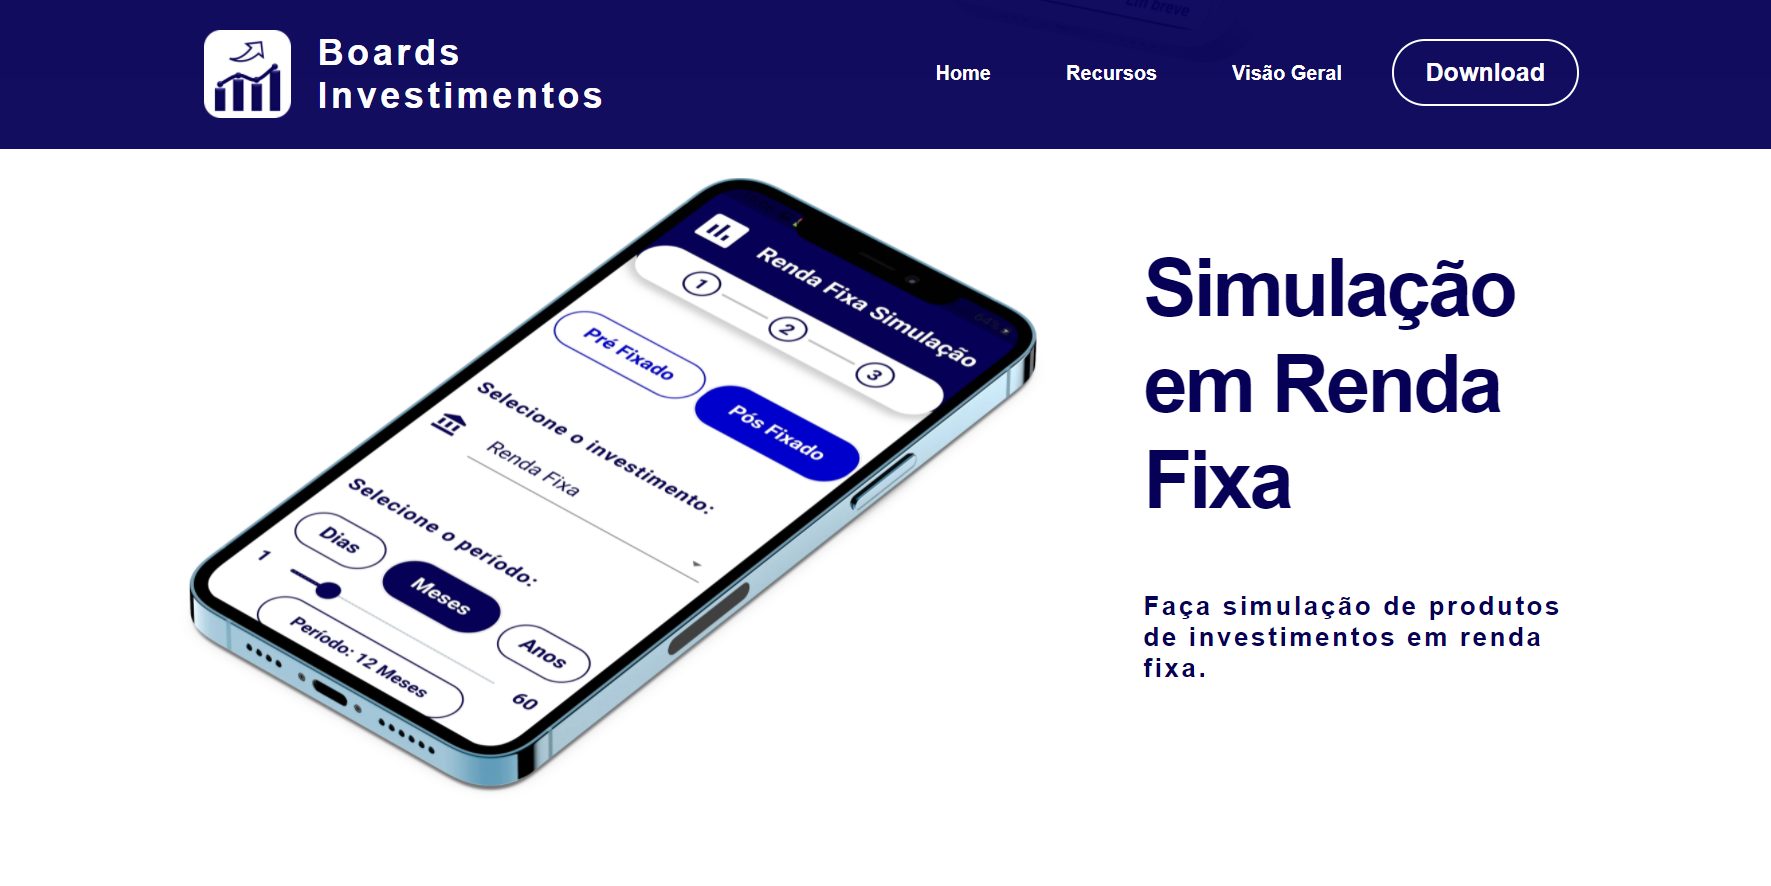 em breve
Boards
Investimentos
Home
Recursos
Visão Geral
Download
Renda Fixa Simulação
1
2
3
Pré Fixado
Pós Fixado
Selecione o investimento:
Renda Fixa
Selecione o período:
Dias
Meses
Anos
1
60
Período: 12 Meses
Simulação
em Renda
Fixa
Faça simulação de produtos
de investimentos em renda
fixa.